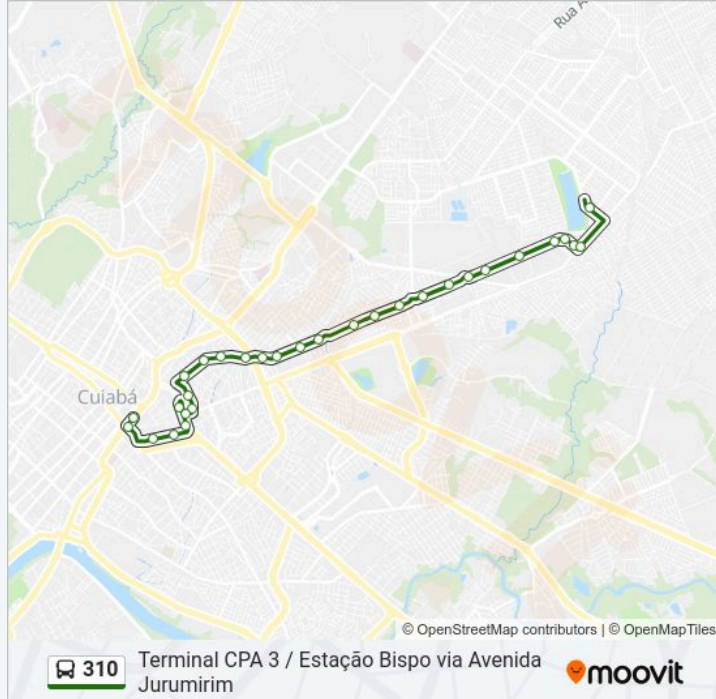 Rua A
Cuiabá
© OpenStreetMap contributors | © OpenMapTiles
310
Terminal CPA 3 / Estação Bispo via Avenida
Jurumirim
moovit